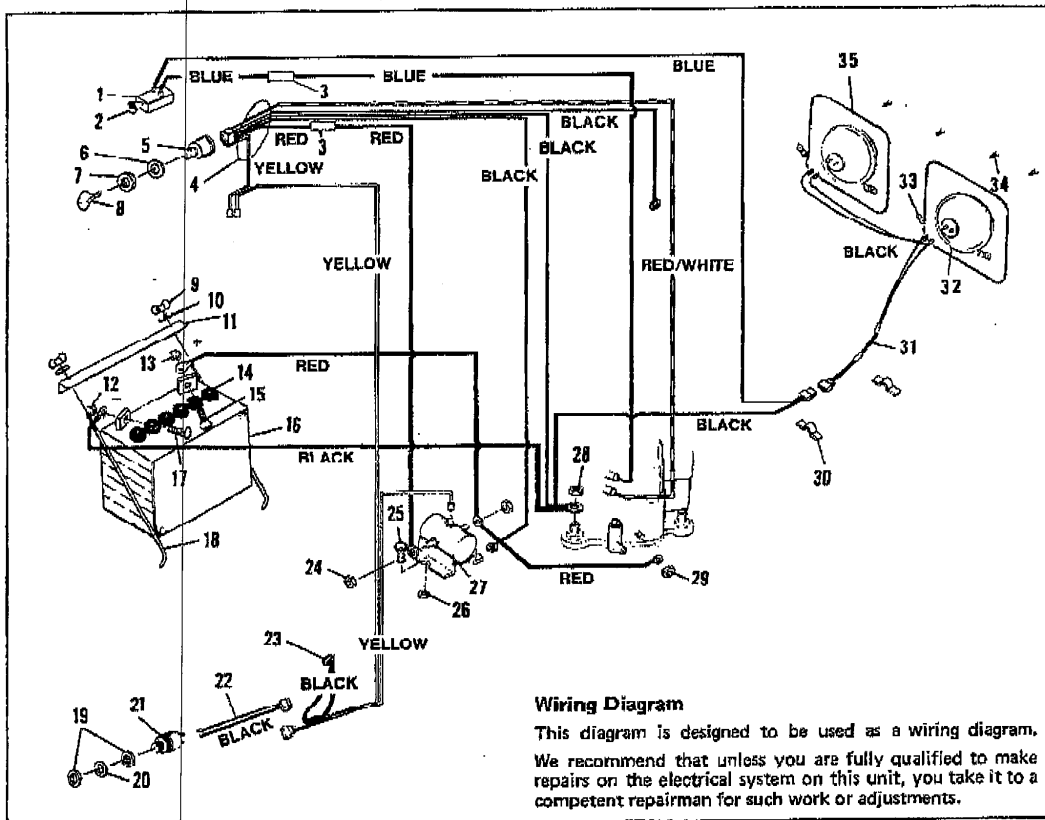 BLUE
35
1
BLUE
BLUE
2
3
5
BLACK
6
RED
3
RED
BLACK
7
YELLOW
4
BLACK
34
8
33
BLACK
YELLOW
RED/WHITE
9
32
10
11
31
13
RED
12
14
15
16
BLACK
BLACK
28
17
30
25
18
24
27
RED
29
26
23
YELLOW
22
BLACK
21
19
BLACK
20
Wiring Diagram
This diagram is designed to be used as a wiring diagram.
We recommend that unless you are fully qualified to make
repairs on the electrical system on this unit, you take it to a
competent repairman for such work or adjustments.